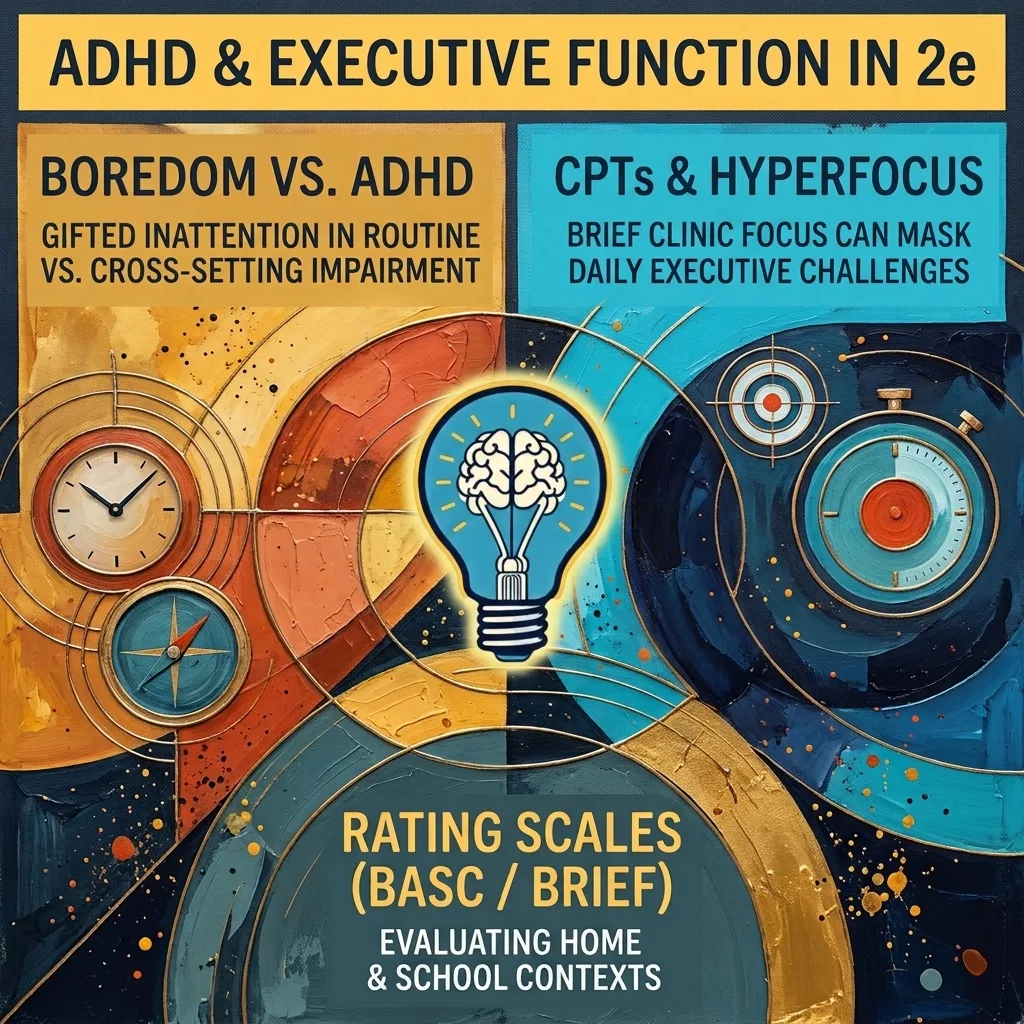 ADHD & EXECUTIVE FUNCTION IN 2e
BOREDOM VS. ADHD
GIFTED INATTENTION IN ROUTINE
VS. CROSS-SETTING IMPAIRMENT
CPTs & HYPERFOCUS
BRIEF CLINIC FOCUS CAN MASK
DAILY EXECUTIVE CHALLENGES
RATING SCALES
(BASC / BRIEF)
EVALUATING HOME
& SCHOOL CONTEXTS